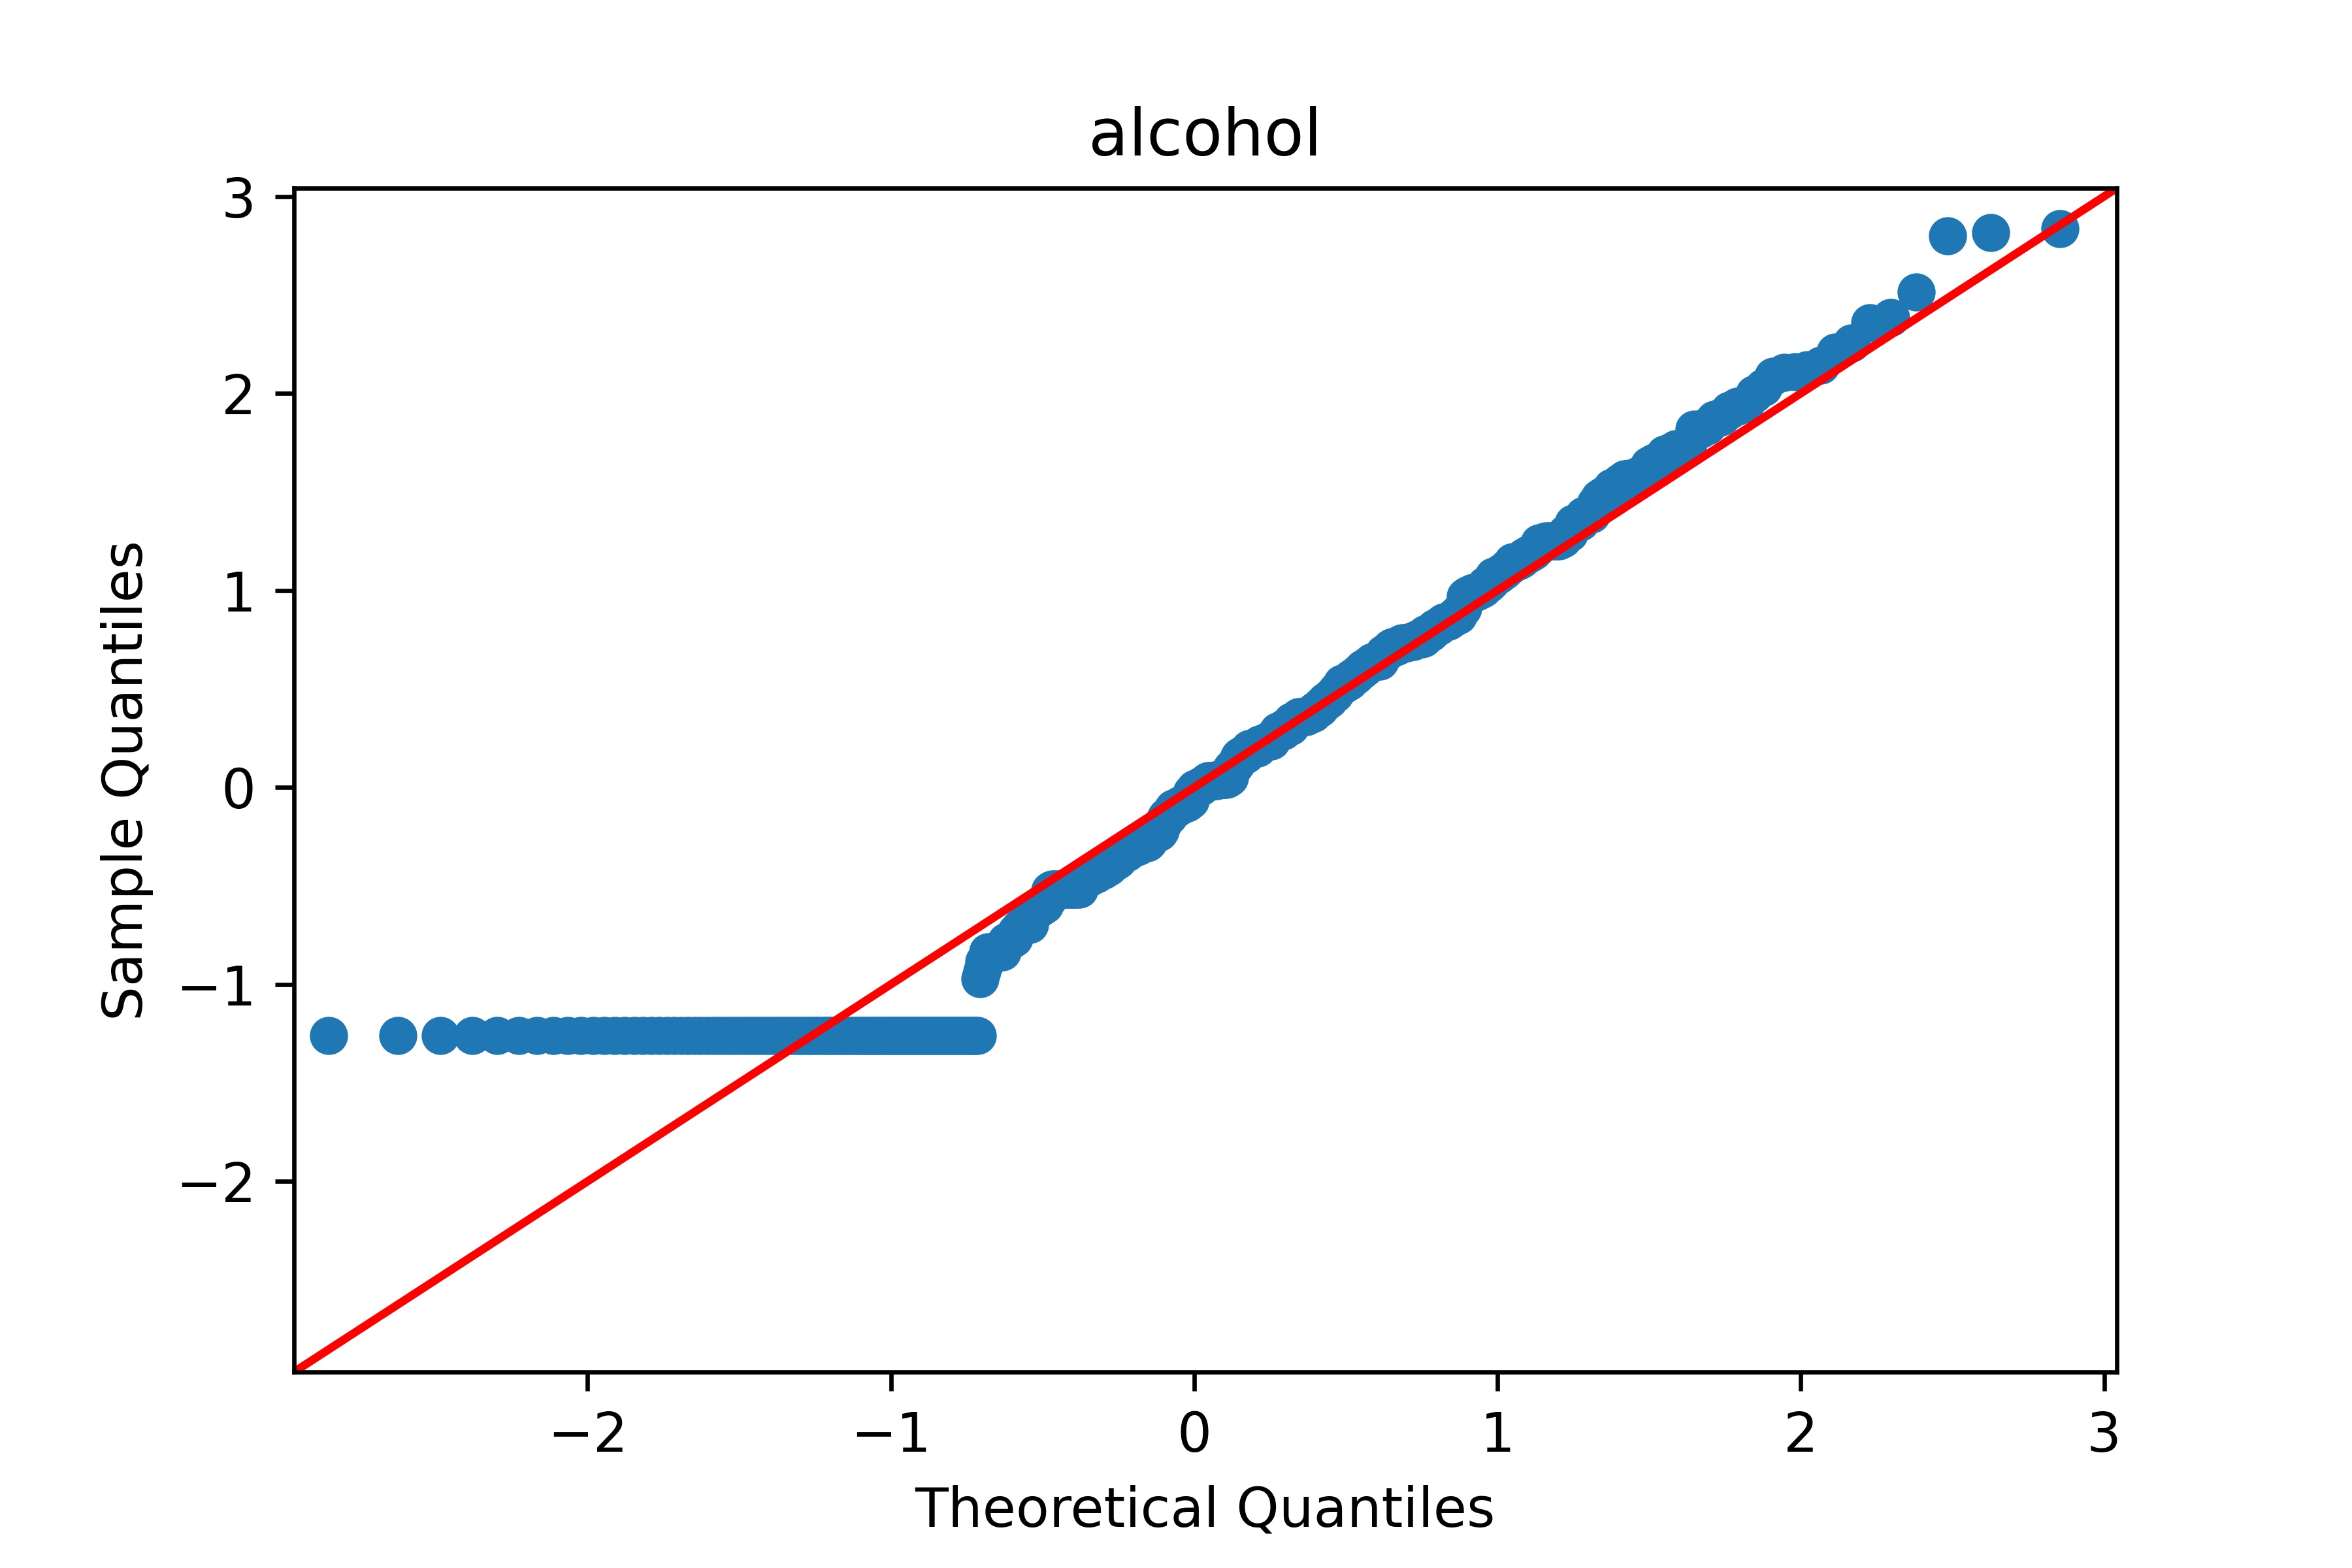 alcohol
3
2
1
0
−1
−2
Sample Quantiles
−2 −1 0 1 2 3
Theoretical Quantiles